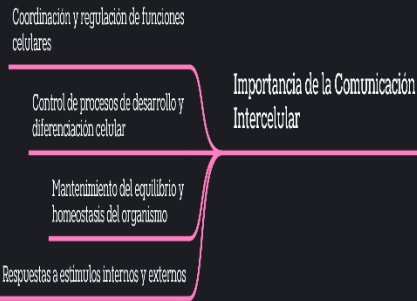 Coordinación y regulación de funciones
celulares
Control de procesos de desarrollo y
diferenciación celular
Mantenimiento del equilibrio y
homeostasis del organismo
Respuestas a estímulos internos y externos
Importancia de la Comunicación
Intercelular